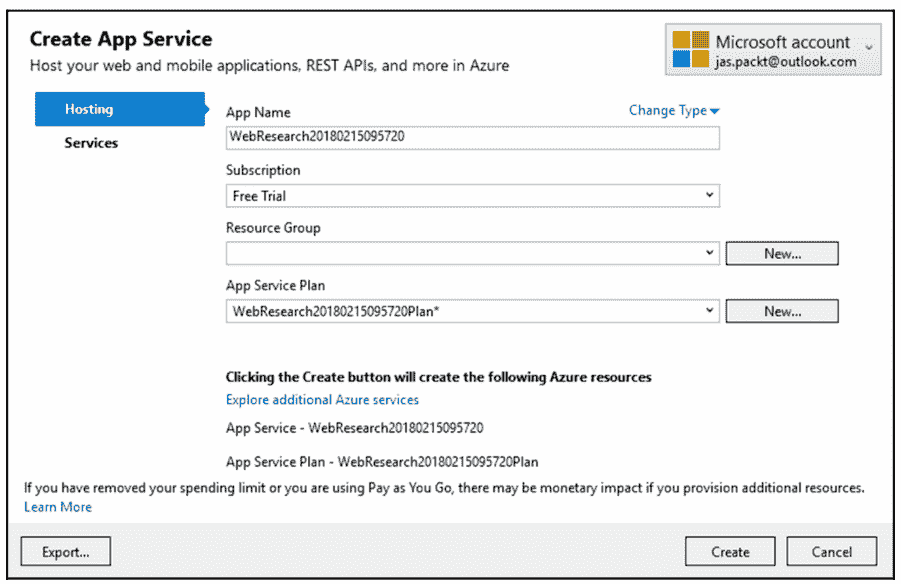 Create App Service
Host your web and mobile applications, REST APIs, and more in Azure
Microsoft account
jas.packt@outlook.com
Hosting
Services
App Name
Change Type
WebResearch20180215095720
Subscription
Free Trial
Resource Group
New...
App Service Plan
WebResearch20180215095720Plan*
New...
Clicking the Create button will create the following Azure resources
Explore additional Azure services
App Service - WebResearch20180215095720
App Service Plan - WebResearch20180215095720Plan
If you have removed your spending limit or you are using Pay as You Go, there may be monetary impact if you provision additional resources.
Learn More
Export...
Create
Cancel